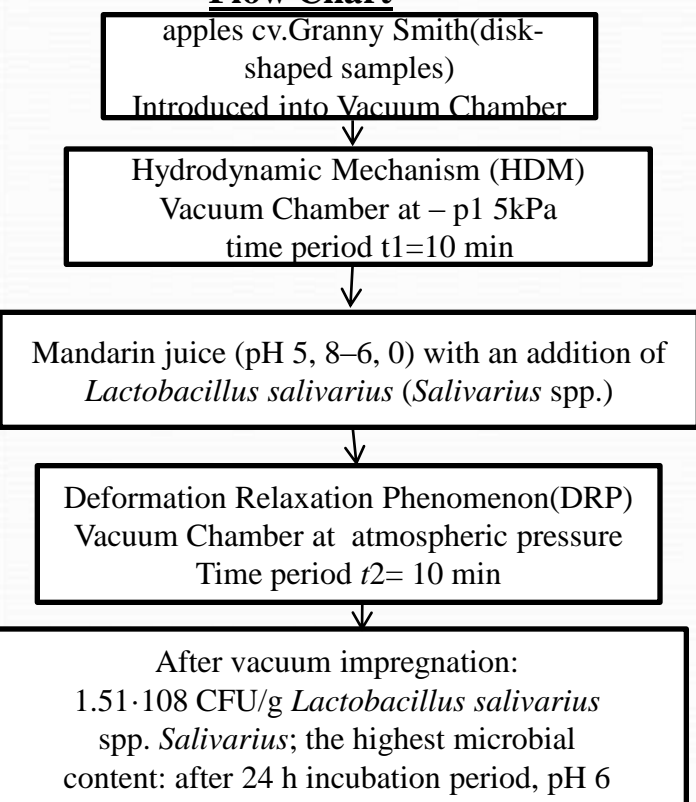 Flow Chart
apples cv.Granny Smith(disk-
shaped samples)
Introduced into Vacuum Chamber
Hydrodynamic Mechanism (HDM)
Vacuum Chamber at – p1 5kPa
time period t1=10 min
Mandarin juice (pH 5, 8–6, 0) with an addition of
Lactobacillus salivarius (Salivarius spp.)
Deformation Relaxation Phenomenon(DRP)
Vacuum Chamber at atmospheric pressure
Time period t2= 10 min
After vacuum impregnation:
1.51·108 CFU/g Lactobacillus salivarius
spp. Salivarius; the highest microbial
content: after 24 h incubation period, pH 6